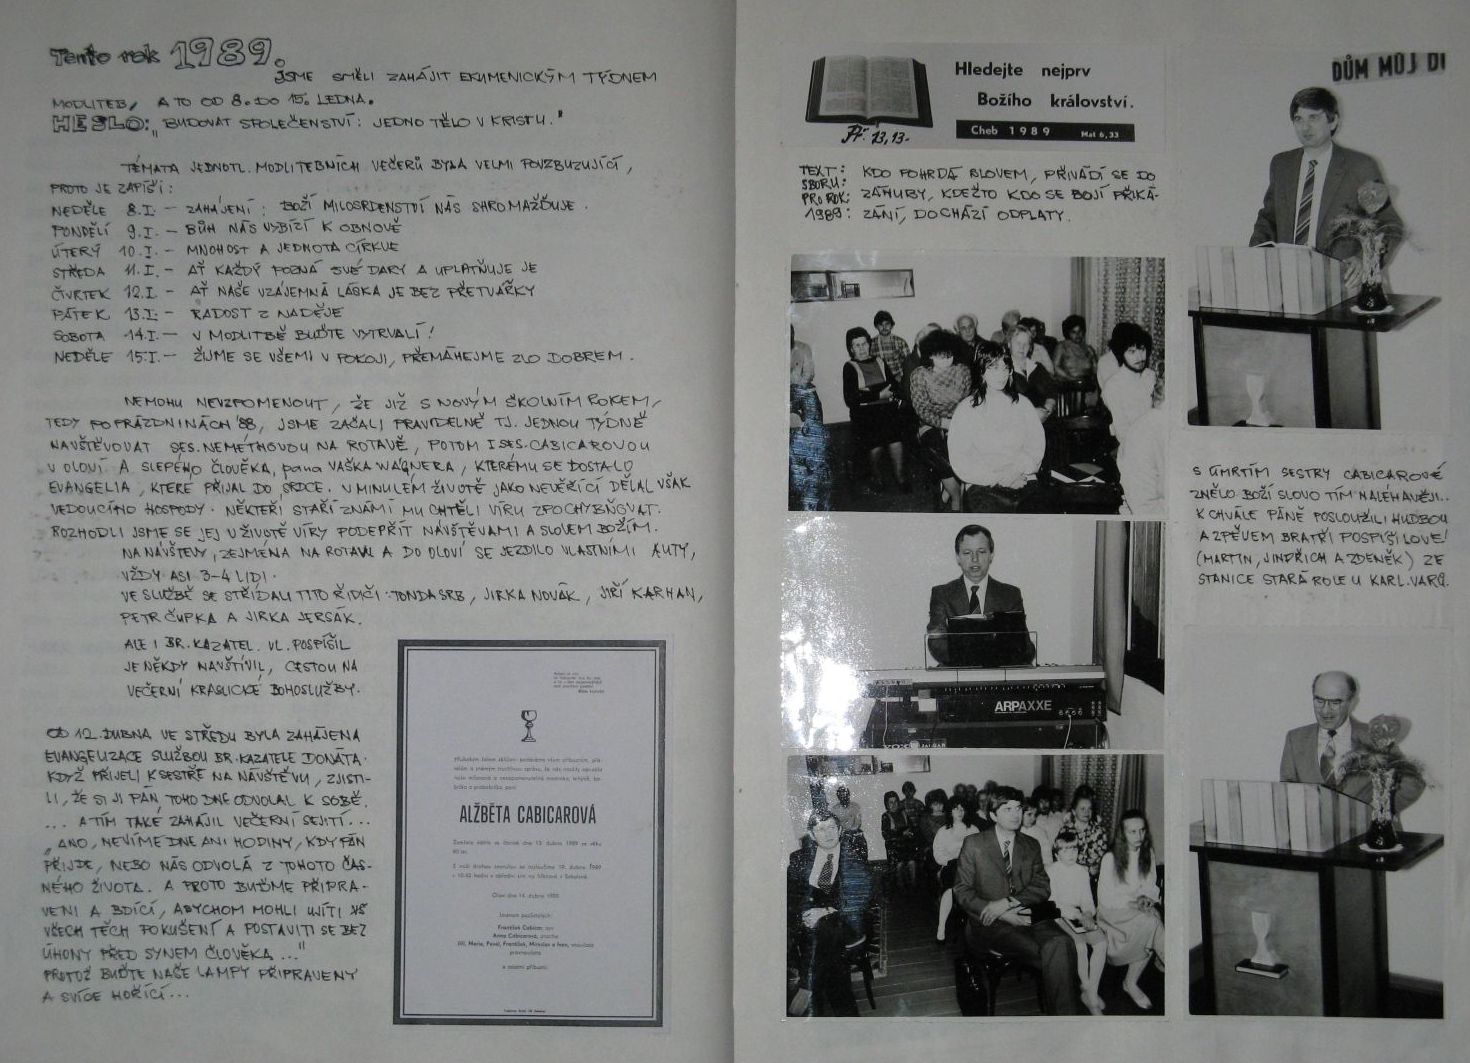 Tento rok 1989.
JSME SMĚLI ZAHÁJIT EKUMENICKÝM TÝDNEM
MODLITEB, A TO OD 8. DO 15. LEDNA.
HESLO: „BUDOVAT SPOLEČENSTVÍ: JEDNO TĚLO V KRISTU."
TÉMATA JEDNOTL. MODLITEBNÍCH VEČERŮ BYLA VELMI POVZBUZUJÍCÍ,
PROTO JE ZAPÍŠI:
NEDĚLE 8.I. – ZAHÁJENÍ: BOŽÍ MILOSRDENSTVÍ NÁS SHROMAŽĎUJE.
PONDĚLÍ 9.I. – BŮH NÁS VYBÍZÍ K OBNOVĚ
ÚTERÝ 10.I. – MNOHOST A JEDNOTA CÍRKVE
STŘEDA 11.I. – AŤ KAŽDÝ POZNÁ SVÉ DARY A UPLATŇUJE JE
ČTVRTEK 12.I. – AŤ NAŠE VZÁJEMNÁ LÁSKA JE BEZ PŘETVÁŘKY
PÁTEK 13.I. – RADOST Z NADĚJE
SOBOTA 14.I. – V MODLITBĚ BUĎTE VYTRVALÍ!
NEDĚLE 15.I. – ŽIJME SE VŠEMI V POKOJI, PŘEMÁHEJME ZLO DOBREM.
NEMOHU NEVZPOMENOUT, ŽE JIŽ S NOVÝM ŠKOLNÍM ROKEM,
TEDY PO PRÁZDNINÁCH '88, JSME ZAČALI PRAVIDELNĚ TJ. JEDNOU TÝDNĚ
NAVŠTĚVOVAT SES. NEMÉTHOVOU NA ROTAVĚ, POTOM I SES. CABICAROVOU
V OLOVÍ. A SLEPÉHO ČLOVĚKA, pana VAŠKA WÁGNERA, KTERÉMU SE DOSTALO
EVANGELIA, KTERÉ PŘIJAL DO SRDCE. V MINULÉM ŽIVOTĚ JAKO NEVĚŘÍCÍ DĚLAL VŠAK
VEDOUCÍHO HOSPODY. NĚKTEŘÍ STAŘÍ ZNÁMÍ MU CHTĚLI VÍRU ZPOCHYBŇOVAT.
ROZHODLI JSME SE JEJ V ŽIVOTĚ VÍRY PODEPŘÍT NÁVŠTĚVAMI A SLOVEM BOŽÍM.
NA NÁVŠTĚVY, ZEJMÉNA NA ROTAVU A DO OLOVÍ SE JEZDILO VLASTNÍMI AUTY,
VŽDY ASI 3–4 LIDI.
VE SLUŽBĚ SE STŘÍDALI TITO ŘIDIČI: TONDA SRB, JIRKA NOVÁK, JIŘÍ KARHAN,
PETR ČUPKA A JIRKA JERSÁK.
ALE I BR. KAZATEL. VL. POSPÍŠIL
JE NĚKDY NAVŠTÍVIL, CESTOU NA
VEČERNÍ KRASLICKÉ BOHOSLUŽBY.
OD 12. DUBNA VE STŘEDU BYLA ZAHÁJENA
EVANGELIZACE SLUŽBOU BR. KAZATELE DONÁTA.
KDYŽ PŘIJELI K SESTŘE NA NÁVŠTĚVU, ZJISTI-
LI, ŽE SI JI PÁN TOHO DNE ODVOLAL K SOBĚ.
... A TÍM TAKÉ ZAHÁJIL VEČERNÍ SEJITÍ...
„ANO, NEVÍME DNE ANI HODINY, KDY PÁN
PŘIJDE, NEBO NÁS ODVOLÁ Z TOHOTO ČAS-
NÉHO ŽIVOTA. A PROTO BUĎME PŘIPRA-
VENI A BDÍCÍ, ABYCHOM MOHLI UJÍTI
VŠECH TĚCH POKUŠENÍ A POSTAVITI SE BEZ
ÚHONY PŘED SYNEM ČLOVĚKA..."
PROTOŽ BUĎTE NAŠE LAMPY PŘIPRAVENY
A SVÍCE HOŘÍCÍ...
ALŽBĚTA CABICAROVÁ
Hledejte nejprv
Božího království.
Cheb 1989 Mat 6,33
Př. 13,13-
TEXT: KDO POHRDÁ SLOVEM, PŘIVÁDÍ SE DO
SBORU: ZÁHUBY, KDEŽTO KDO SE BOJÍ PŘIKÁ-
PRO ROK: ZÁNÍ, DOCHÁZÍ ODPLATY.
1989:
DŮM MŮJ DI
ARPAXXE
VOX JAGUAR
S ÚMRTÍM SESTRY CABICAROVÉ
ZNĚLO BOŽÍ SLOVO TÍM NALÉHAVĚJI..
K CHVÁLE PÁNĚ POSLOUŽILI HUDBOU
A ZPĚVEM BRATŘÍ POSPÍŠILOVÉ!
(MARTIN, JINDŘICH A ZDENĚK) ZE
STANICE STARÁ ROLE U KARL. VARŮ.